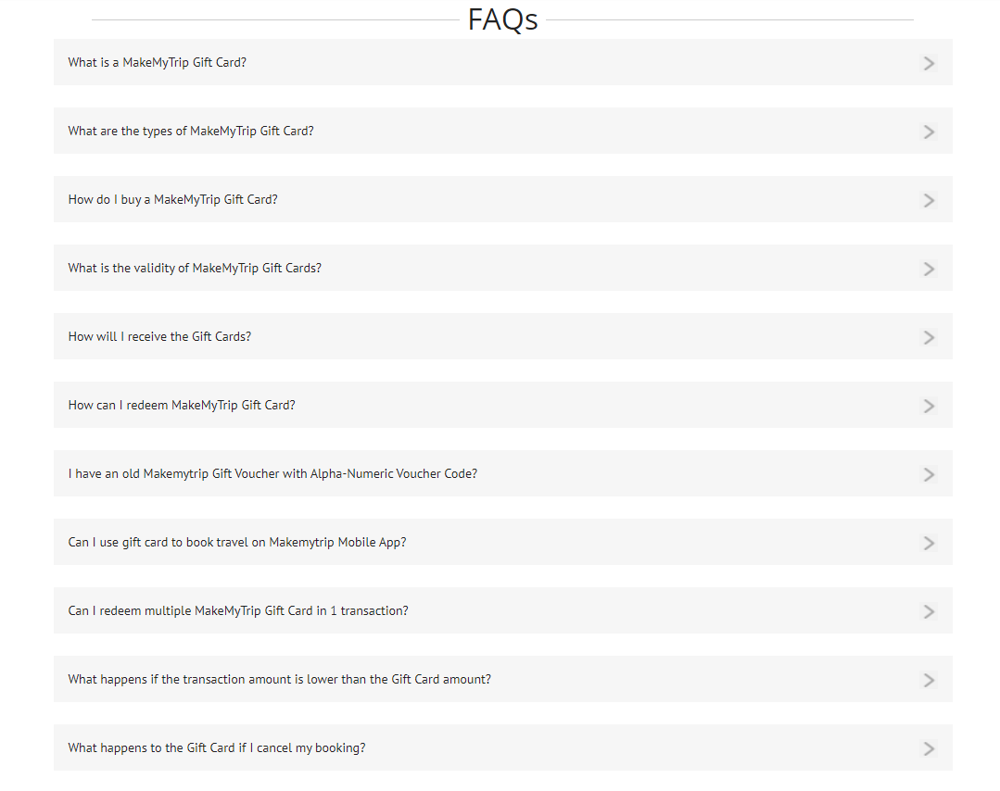 FAQs
What is a MakeMyTrip Gift Card?
What are the types of MakeMyTrip Gift Card?
How do I buy a MakeMyTrip Gift Card?
What is the validity of MakeMyTrip Gift Cards?
How will I receive the Gift Cards?
How can I redeem MakeMyTrip Gift Card?
I have an old Makemytrip Gift Voucher with Alpha-Numeric Voucher Code?
Can I use gift card to book travel on Makemytrip Mobile App?
Can I redeem multiple MakeMyTrip Gift Card in 1 transaction?
What happens if the transaction amount is lower than the Gift Card amount?
What happens to the Gift Card if I cancel my booking?